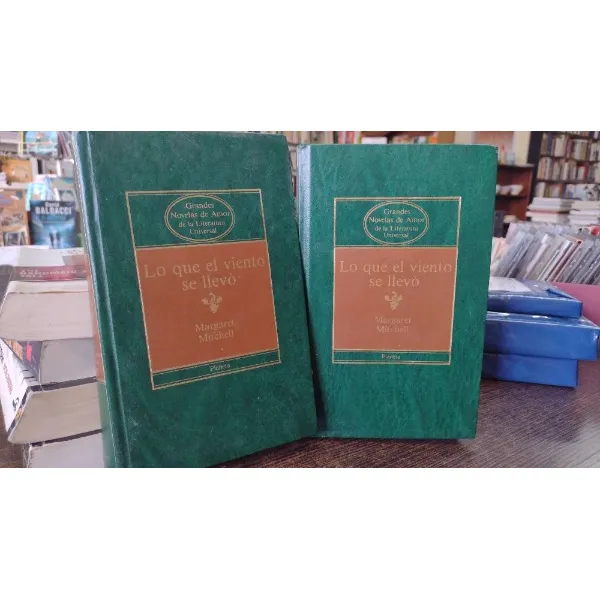 Grandes
Novelas de Amor
de la Literatura
Universal
Lo que el viento
se llevó
Margaret
Mitchell
Planeta
Grandes
Novelas de Amor
de la Literatura
Universal
Lo que el viento
se llevó
Margaret
Mitchell
Planeta
BALDACCI